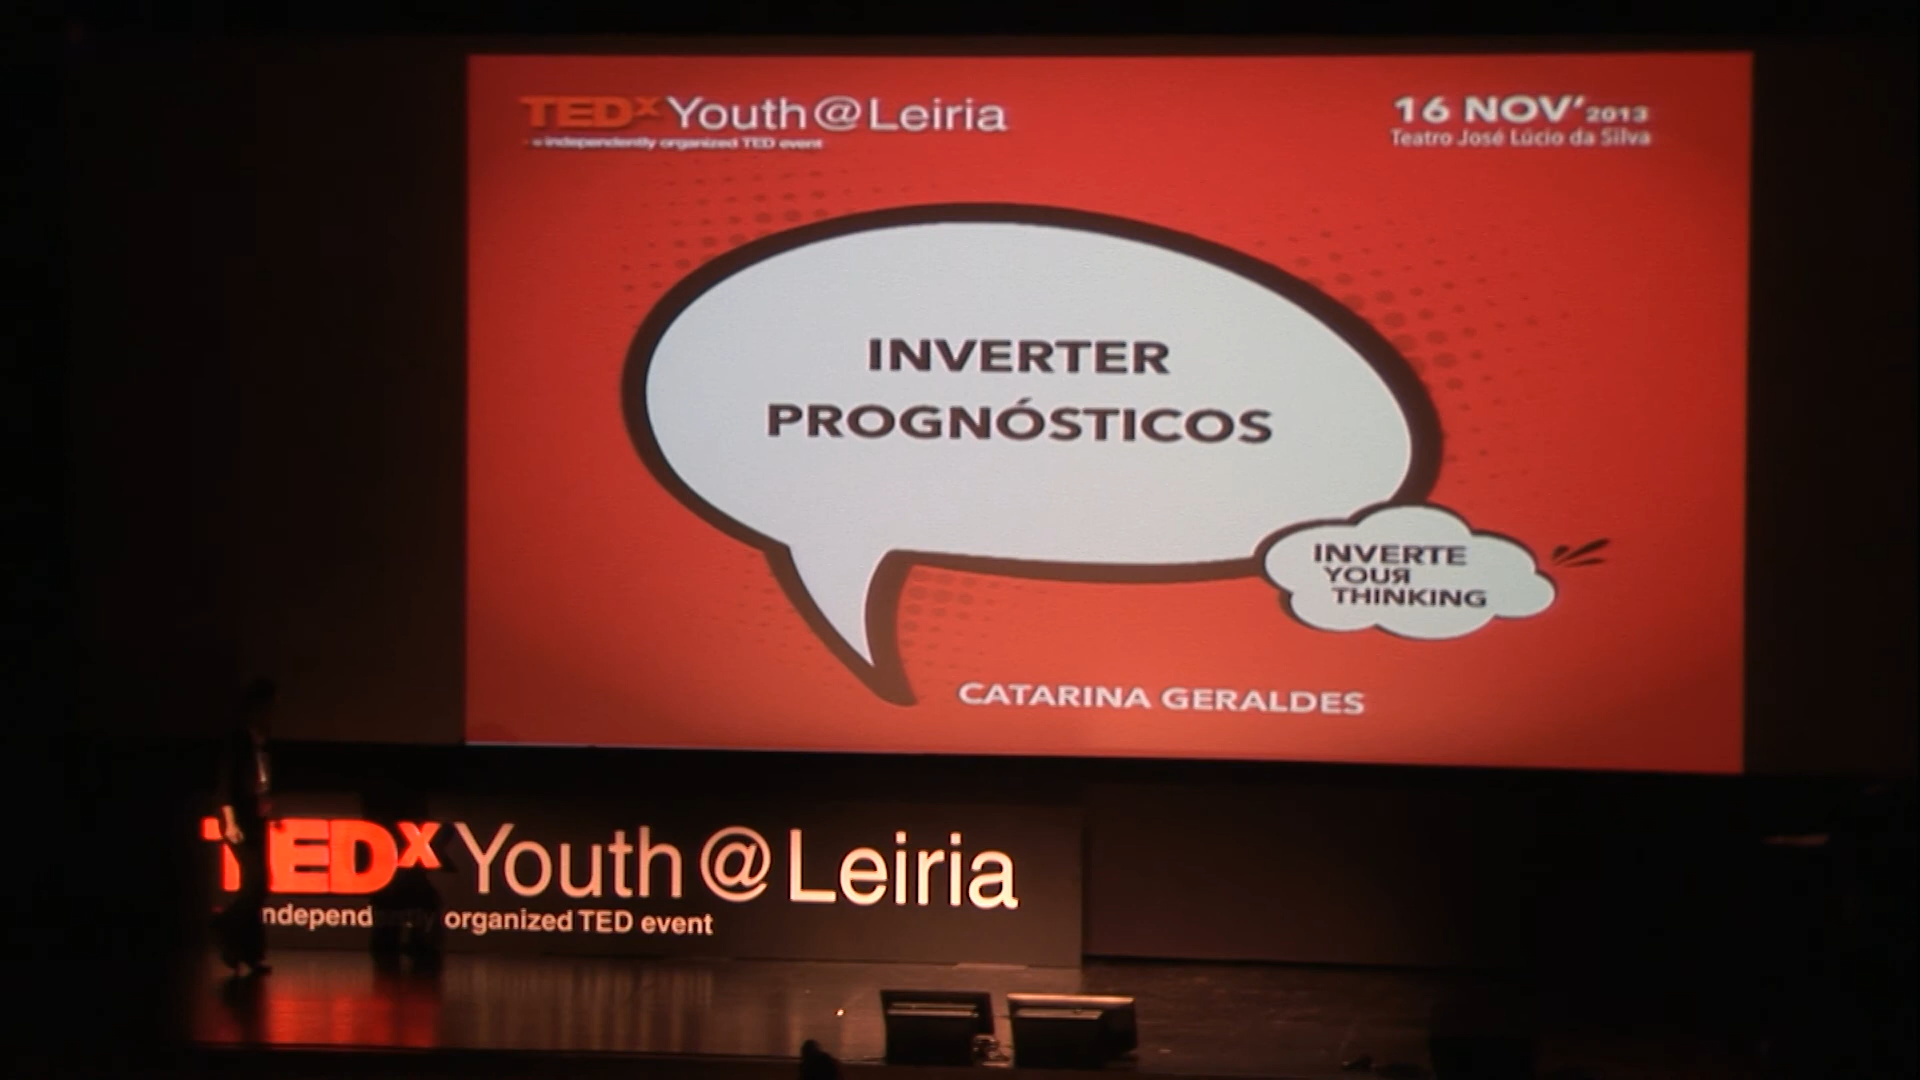 TEDx Youth@Leiria
independently organized TED event
16 NOV' 2013
Teatro José Lúcio da Silva
INVERTER
PROGNÓSTICOS
INVERTE
YOUR
THINKING
CATARINA GERALDES
TEDx Youth@Leiria
independently organized TED event